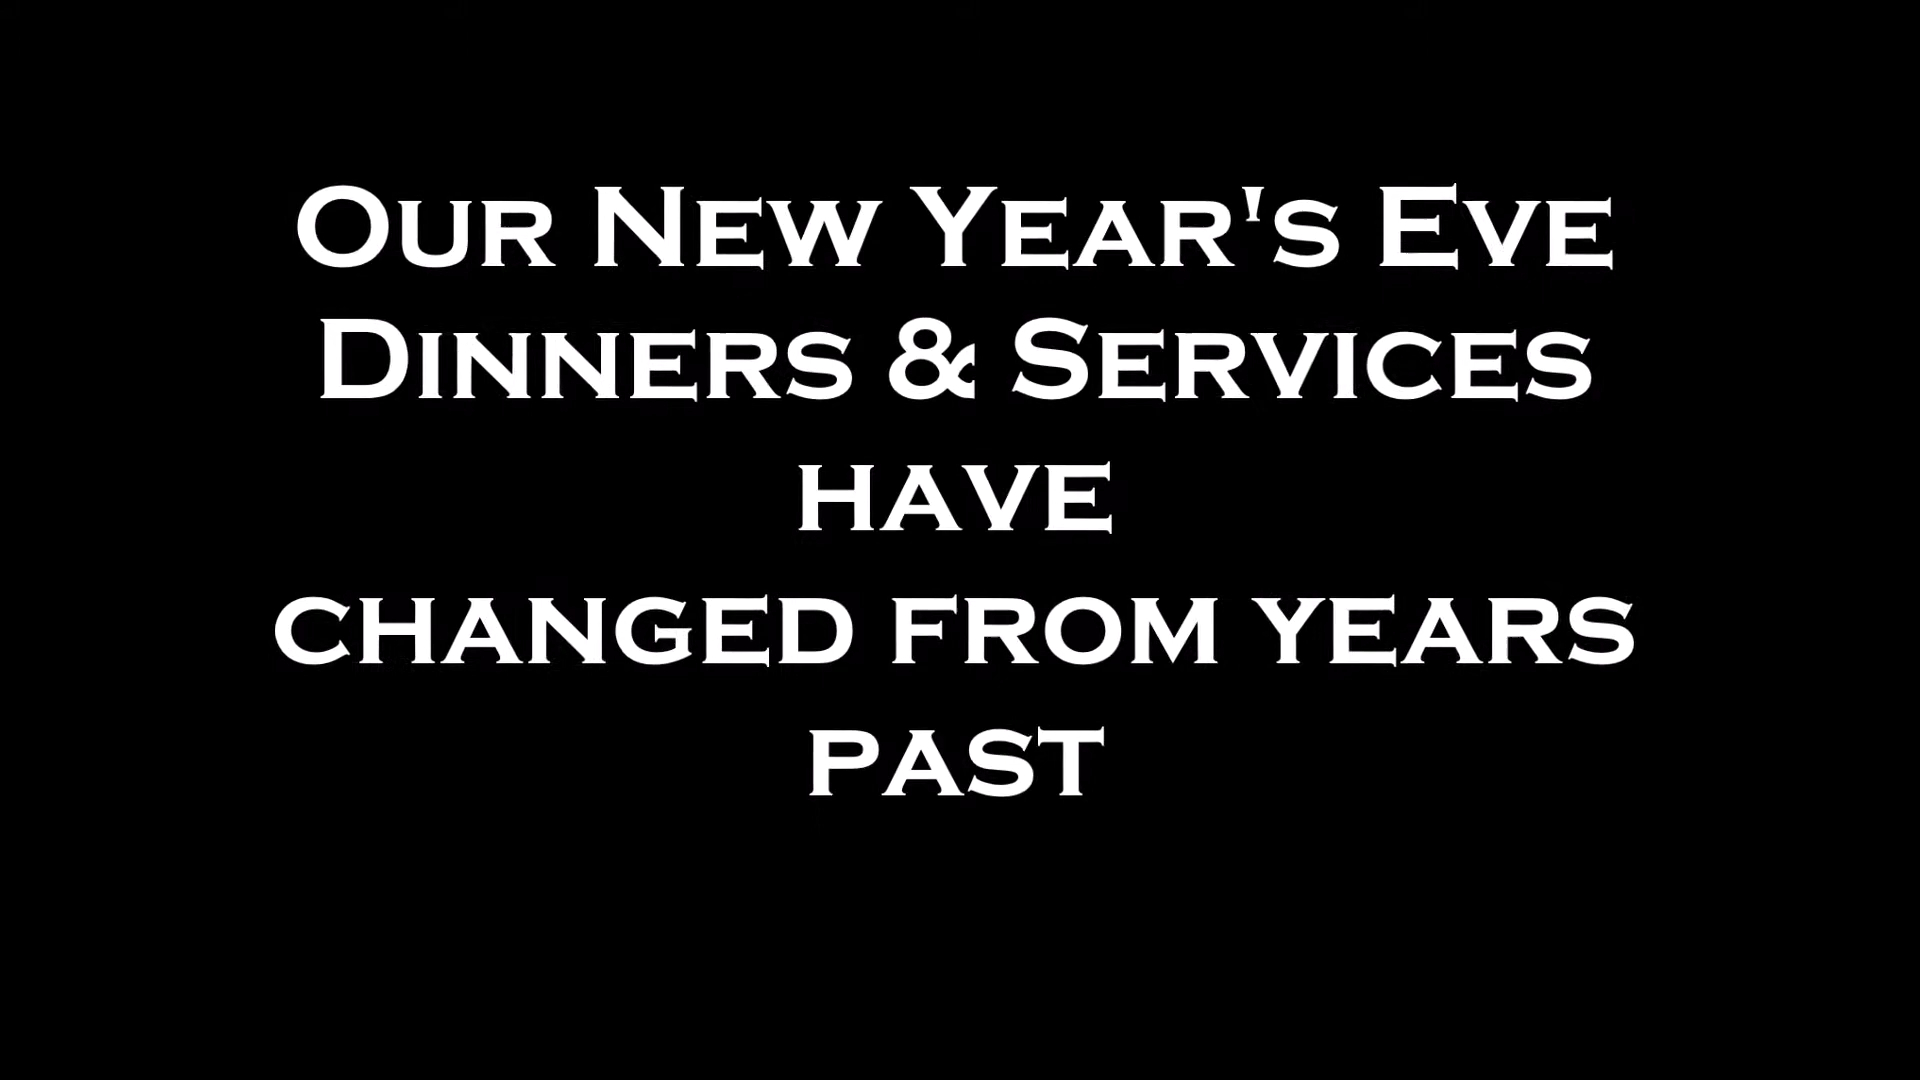 Our New Year's Eve
Dinners & Services
have
changed from years
past